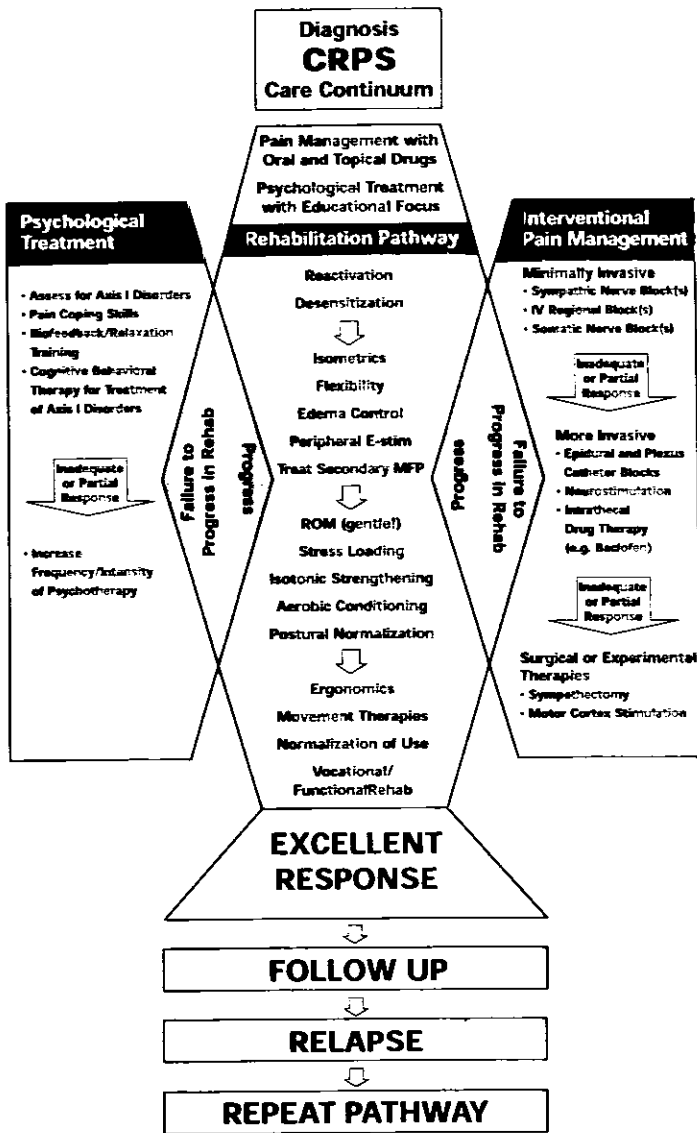 Diagnosis
CRPS
Care Continuum
Pain Management with
Oral and Topical Drugs
Psychological Treatment
with Educational Focus
Psychological
Treatment
• Assess for Axis I Disorders
• Pain Coping Skills
• Biofeedback/Relaxation
Training
• Cognitive Behavioral
Therapy for Treatment
of Axis I Disorders
Inadequate
or Partial
Response
• Increase
Frequency/Intensity
of Psychotherapy
Failure to
Progress in Rehab
Progress
Rehabilitation Pathway
Reactivation
Desensitization
Isometrics
Flexibility
Edema Control
Peripheral E-stim
Treat Secondary MFP
ROM (gentle!)
Stress Loading
Isotonic Strengthening
Aerobic Conditioning
Postural Normalization
Ergonomics
Movement Therapies
Normalization of Use
Vocational/
FunctionalRehab
Progress
Failure to
Progress in Rehab
Interventional
Pain Management
Minimally Invasive
• Sympathric Nerve Block(s)
• IV Regional Block(s)
• Somatic Nerve Block(s)
Inadequate
or Partial
Response
More Invasive
• Epidural and Plexus
Catheter Blocks
• Neurostimulation
• Intrathecal
Drug Therapy
(e.g. Baclofen)
Inadequate
or Partial
Response
Surgical or Experimental
Therapies
• Sympathectomy
• Motor Cortex Stimulation
EXCELLENT
RESPONSE
FOLLOW UP
RELAPSE
REPEAT PATHWAY